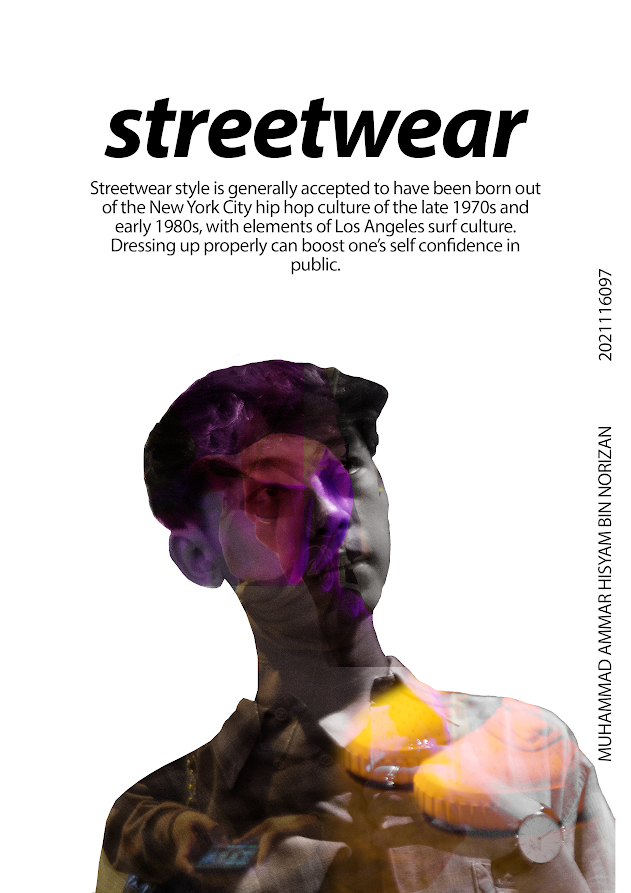 streetwear
Streetwear style is generally accepted to have been born out
of the New York City hip hop culture of the late 1970s and
early 1980s, with elements of Los Angeles surf culture.
Dressing up properly can boost one’s self confidence in
public.
2021116097
MUHAMMAD AMMAR HISYAM BIN NORIZAN